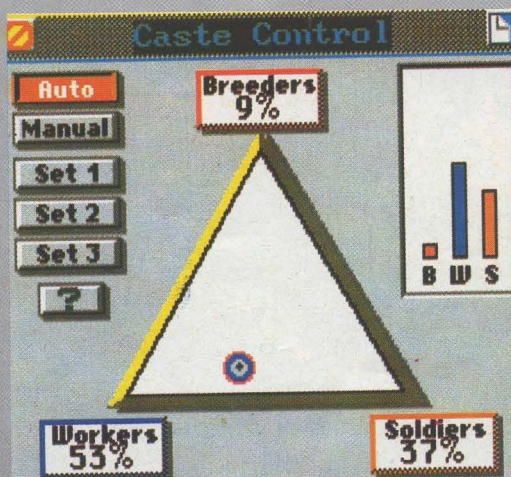 Caste Control
Auto
Manual
Set 1
Set 2
Set 3
?
Breeders
9%
B W S
Workers
53%
Soldiers
37%